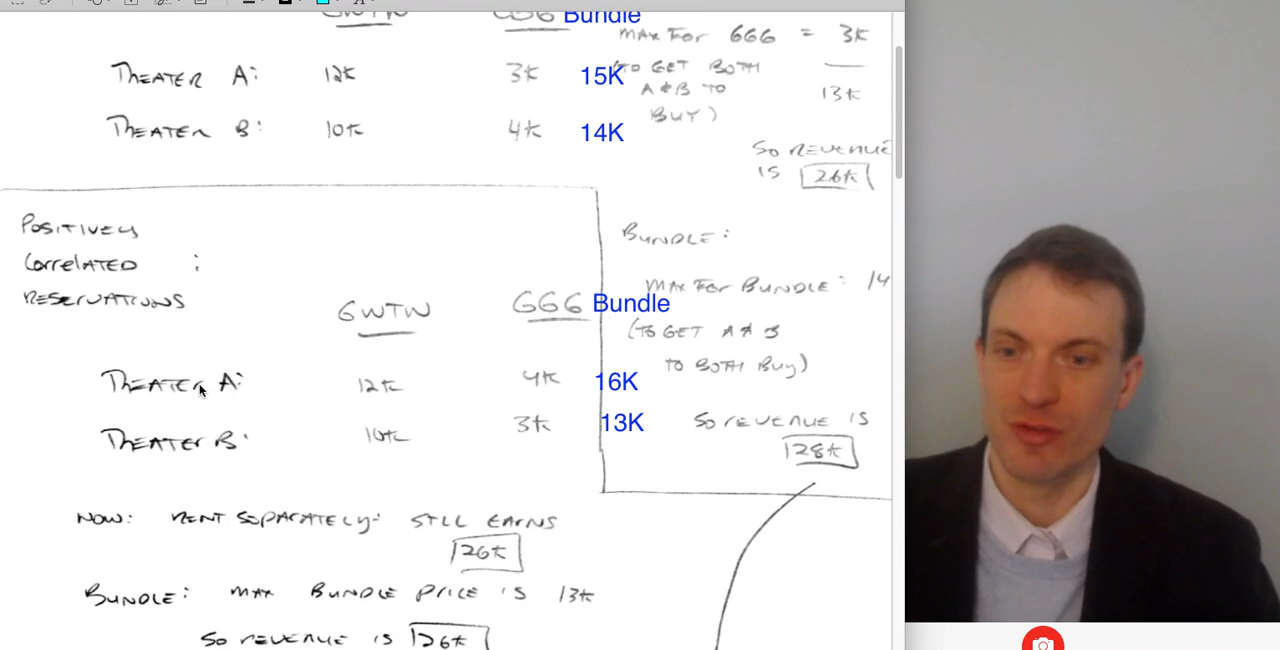 GWTW GGG Bundle
MAX FOR GGG = 3K
THEATER A: 12K 3K 15K
(TO GET BOTH
A & B TO
BUY)
13K
THEATER B: 10K 4K 14K
SO REVENUE
IS 26K
POSITIVELY
CORRELATED :
RESERVATIONS
BUNDLE:
MAX FOR BUNDLE: 14
(TO GET A & B
TO BOTH BUY)
SO REVENUE IS
28K
GWTW GGG Bundle
THEATER A: 12K 4K 16K
THEATER B: 10K 3K 13K
NOW: RENT SEPARATELY: STILL EARNS
26K
BUNDLE: MAX BUNDLE PRICE IS 13K
SO REVENUE IS 26K